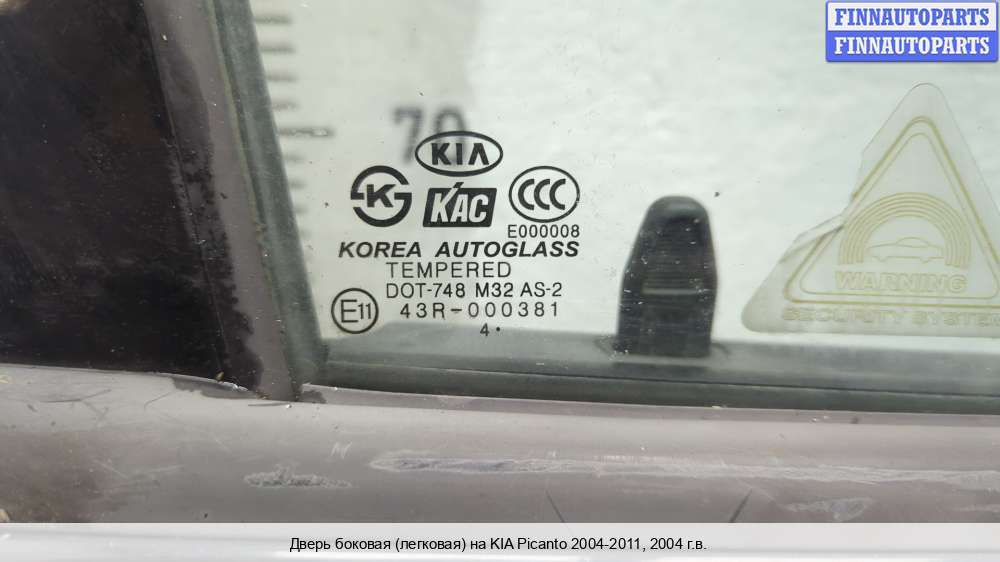 FINNAUTOPARTS
FINNAUTOPARTS
70
KIA
K
KAC
CCC
E000008
KOREA AUTOGLASS
TEMPERED
DOT-748 M32 AS-2
E11
43R-000381
4•
WARNING
SECURITY SYSTEM
Дверь боковая (легковая) на KIA Picanto 2004-2011, 2004 г.в.